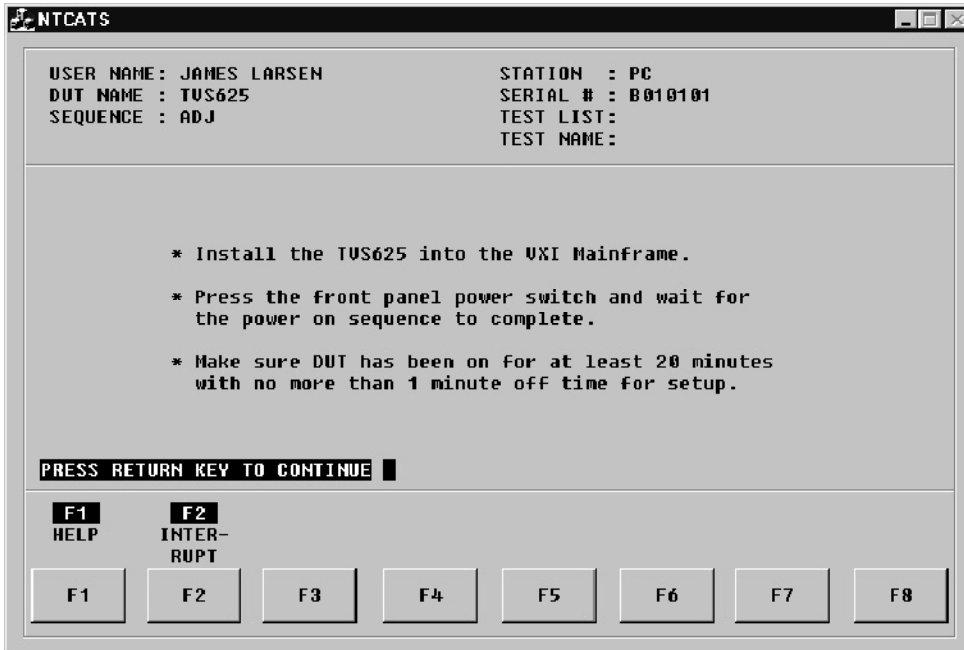 NTCATS
USER NAME: JAMES LARSEN
DUT NAME : TVS625
SEQUENCE : ADJ
STATION : PC
SERIAL # : B010101
TEST LIST:
TEST NAME:
* Install the TVS625 into the VXI Mainframe.
* Press the front panel power switch and wait for
the power on sequence to complete.
* Make sure DUT has been on for at least 20 minutes
with no more than 1 minute off time for setup.
PRESS RETURN KEY TO CONTINUE
F1
HELP
F2
INTER-
RUPT
F1 F2 F3 F4 F5 F6 F7 F8